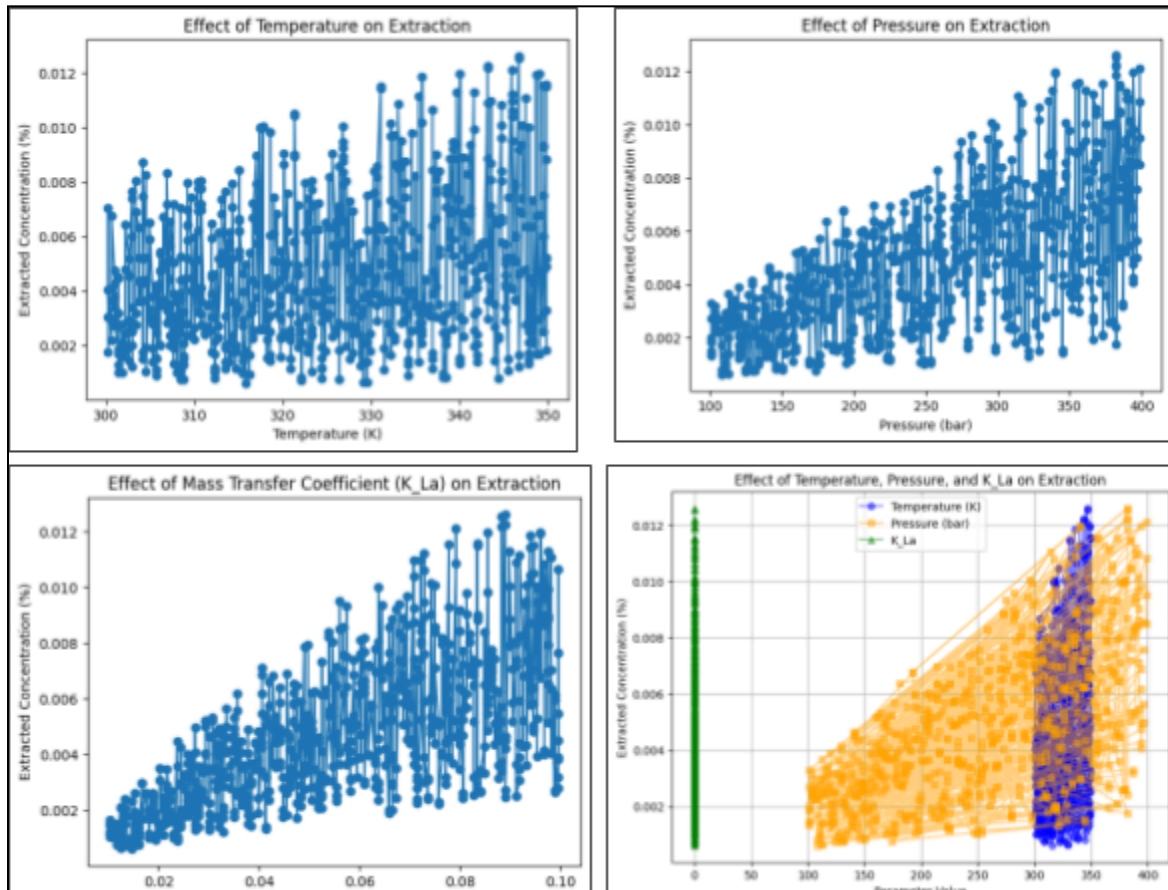 Effect of Temperature on Extraction
0.012
0.010
0.008
0.006
0.004
0.002
Extracted Concentration (%)
300 310 320 330 340 350
Temperature (K)
Effect of Pressure on Extraction
0.012
0.010
0.008
0.006
0.004
0.002
Extracted Concentration (%)
100 150 200 250 300 350 400
Pressure (bar)
Effect of Mass Transfer Coefficient (K_La) on Extraction
0.012
0.010
0.008
0.006
0.004
0.002
Extracted Concentration (%)
0.02 0.04 0.06 0.08 0.10
Effect of Temperature, Pressure, and K_La on Extraction
Temperature (K)
Pressure (bar)
K_La
0.012
0.010
0.008
0.006
0.004
0.002
Extracted Concentration (%)
0 50 100 150 200 250 300 350 400
Parameter Value